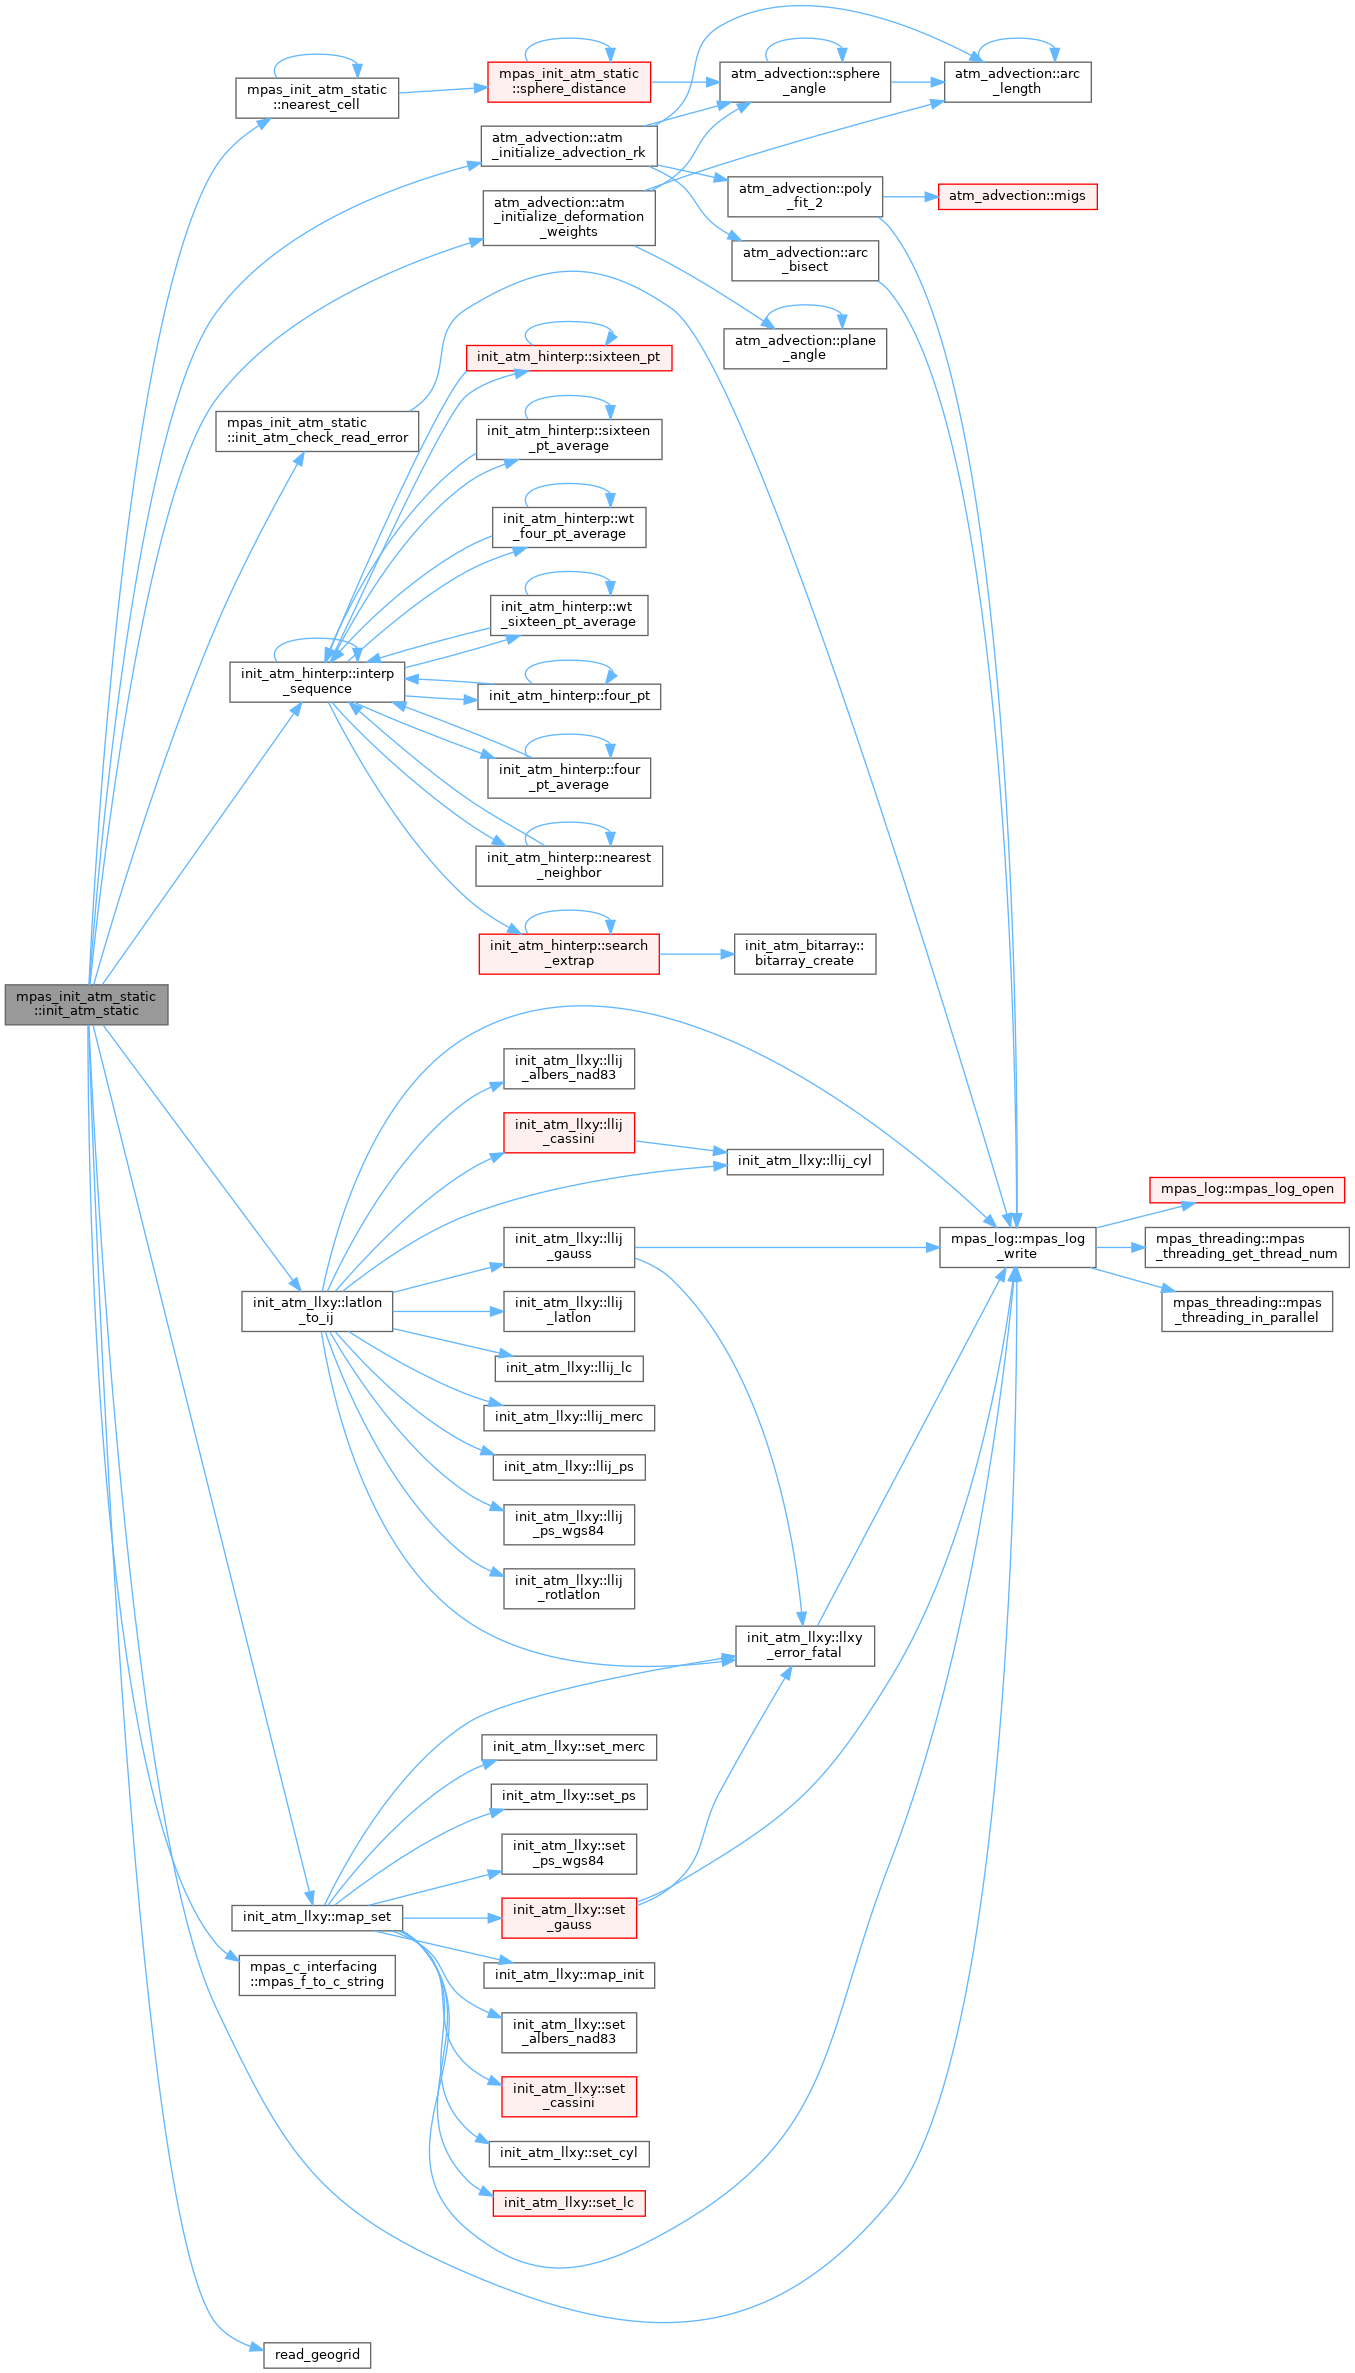 mpas_init_atm_static
::nearest_cell
mpas_init_atm_static
::sphere_distance
atm_advection::sphere
_angle
atm_advection::arc
_length
atm_advection::atm
_initialize_advection_rk
atm_advection::poly
_fit_2
atm_advection::migs
atm_advection::atm
_initialize_deformation
_weights
atm_advection::arc
_bisect
atm_advection::plane
_angle
init_atm_hinterp::sixteen_pt
mpas_init_atm_static
::init_atm_check_read_error
init_atm_hinterp::sixteen
_pt_average
init_atm_hinterp::wt
_four_pt_average
init_atm_hinterp::wt
_sixteen_pt_average
init_atm_hinterp::interp
_sequence
init_atm_hinterp::four_pt
init_atm_hinterp::four
_pt_average
init_atm_hinterp::nearest
_neighbor
init_atm_hinterp::search
_extrap
init_atm_bitarray::
bitarray_create
mpas_init_atm_static
::init_atm_static
init_atm_llxy::llij
_albers_nad83
init_atm_llxy::llij
_cassini
init_atm_llxy::llij_cyl
init_atm_llxy::llij
_gauss
mpas_log::mpas_log
_write
mpas_log::mpas_log_open
mpas_threading::mpas
_threading_get_thread_num
mpas_threading::mpas
_threading_in_parallel
init_atm_llxy::latlon
_to_ij
init_atm_llxy::llij
_latlon
init_atm_llxy::llij_lc
init_atm_llxy::llij_merc
init_atm_llxy::llij_ps
init_atm_llxy::llij
_ps_wgs84
init_atm_llxy::llij
_rotlatlon
init_atm_llxy::llxy
_error_fatal
init_atm_llxy::set_merc
init_atm_llxy::set_ps
init_atm_llxy::set
_ps_wgs84
init_atm_llxy::map_set
init_atm_llxy::set
_gauss
mpas_c_interfacing
::mpas_f_to_c_string
init_atm_llxy::map_init
init_atm_llxy::set
_albers_nad83
init_atm_llxy::set
_cassini
init_atm_llxy::set_cyl
init_atm_llxy::set_lc
read_geogrid